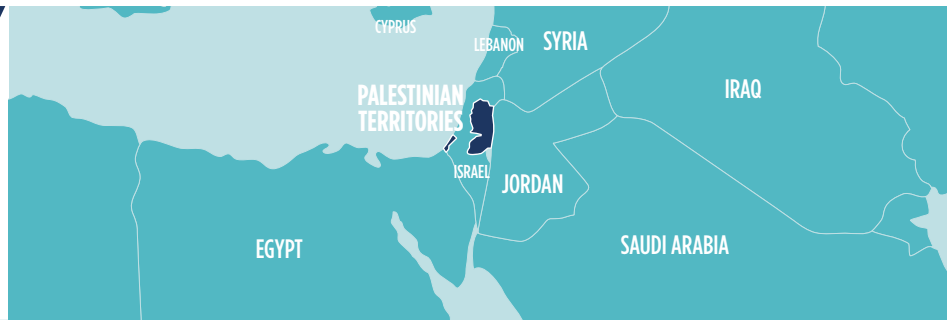 CYPRUS
LEBANON
SYRIA
IRAQ
PALESTINIAN
TERRITORIES
ISRAEL
JORDAN
EGYPT
SAUDI ARABIA